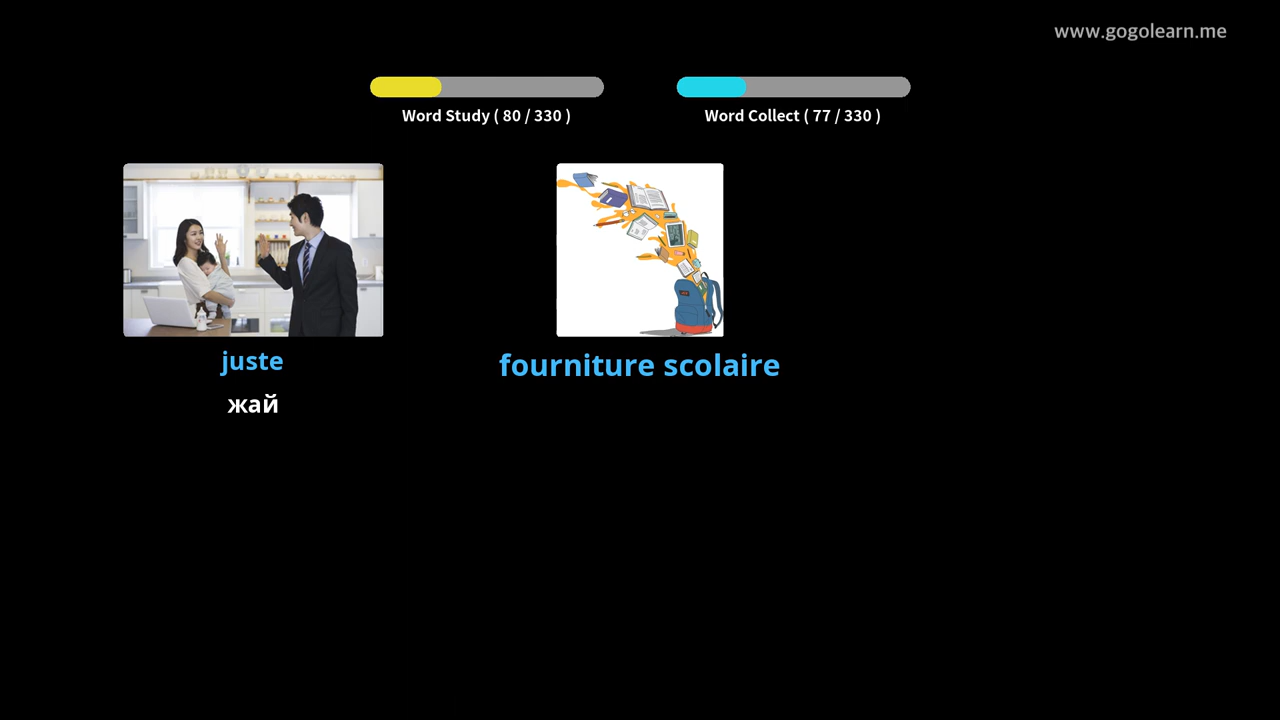 www.gogolearn.me
Word Study ( 80 / 330 )
Word Collect ( 77 / 330 )
juste
жай
fourniture scolaire